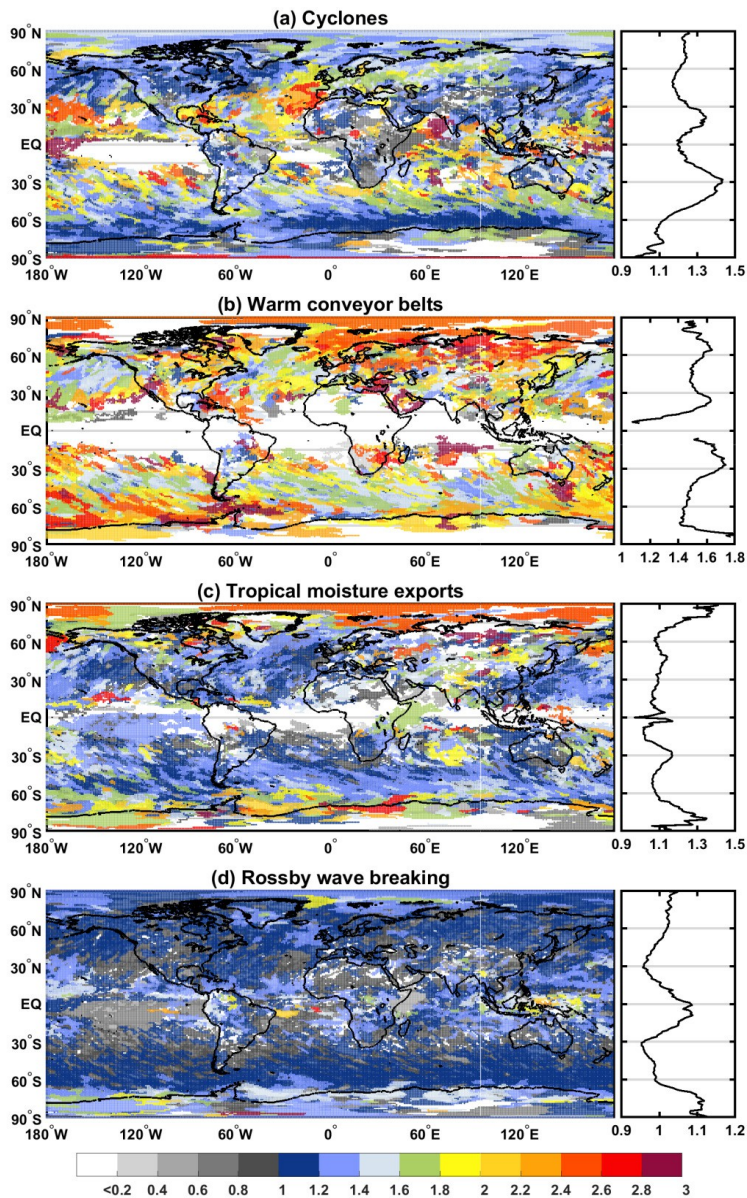 (a) Cyclones
90°N
60°N
30°N
EQ
30°S
60°S
90°S
180°W 120°W 60°W 0° 60°E 120°E
0.9 1.1 1.3 1.5
(b) Warm conveyor belts
90°N
60°N
30°N
EQ
30°S
60°S
90°S
180°W 120°W 60°W 0° 60°E 120°E
1 1.2 1.4 1.6 1.8
(c) Tropical moisture exports
90°N
60°N
30°N
EQ
30°S
60°S
90°S
180°W 120°W 60°W 0° 60°E 120°E
0.9 1.1 1.3 1.5
(d) Rossby wave breaking
90°N
60°N
30°N
EQ
30°S
60°S
90°S
180°W 120°W 60°W 0° 60°E 120°E
0.9 1 1.1 1.2
<0.2 0.4 0.6 0.8 1 1.2 1.4 1.6 1.8 2 2.2 2.4 2.6 2.8 3